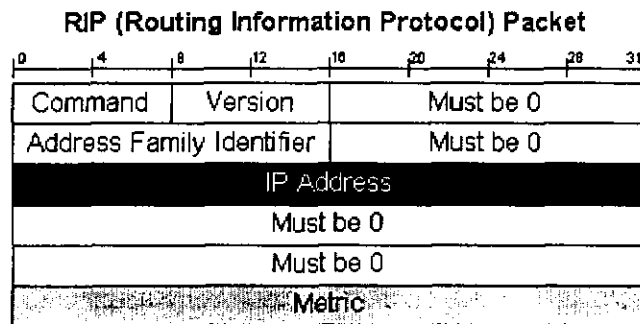 RIP (Routing Information Protocol) Packet
0 4 8 12 16 20 24 28 31
Command Version Must be 0
Address Family Identifier Must be 0
IP Address
Must be 0
Must be 0
Metric